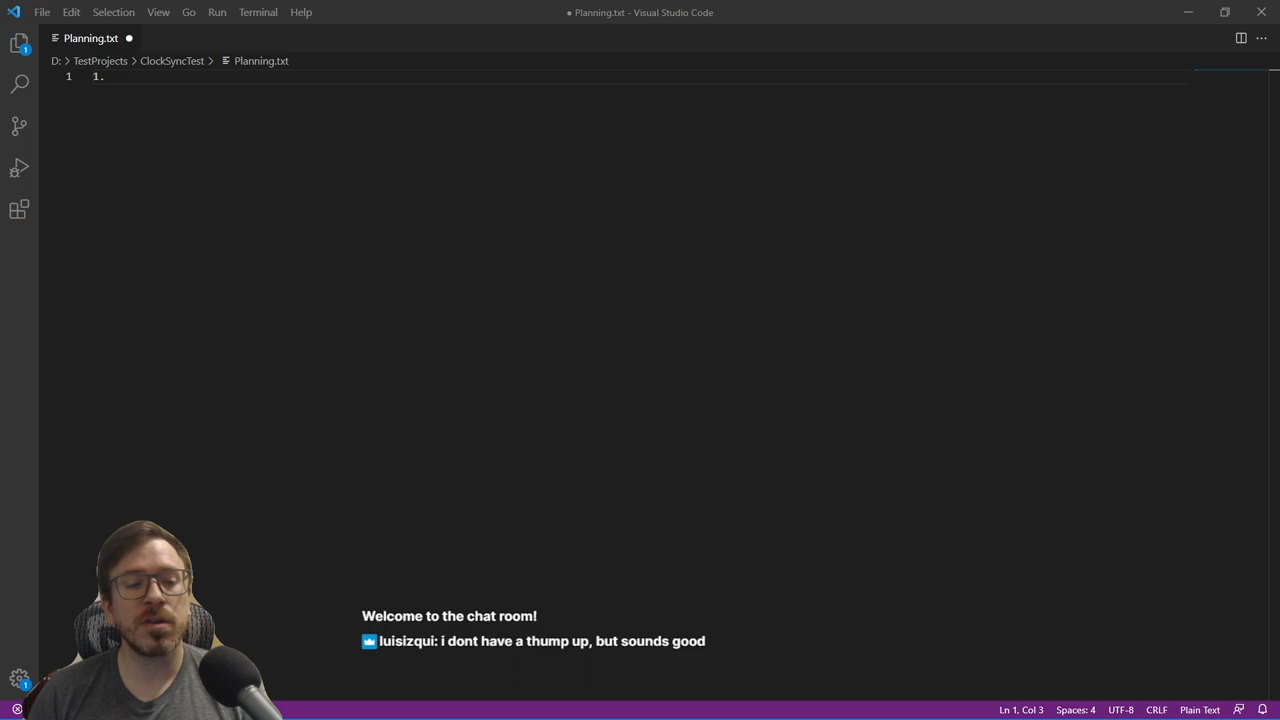 File Edit Selection View Go Run Terminal Help
● Planning.txt - Visual Studio Code
Planning.txt
D: > TestProjects > ClockSyncTest > Planning.txt
1 1.
1
Welcome to the chat room!
luisizqui: i dont have a thump up, but sounds good
1
Ln 1, Col 3 Spaces: 4 UTF-8 CRLF Plain Text